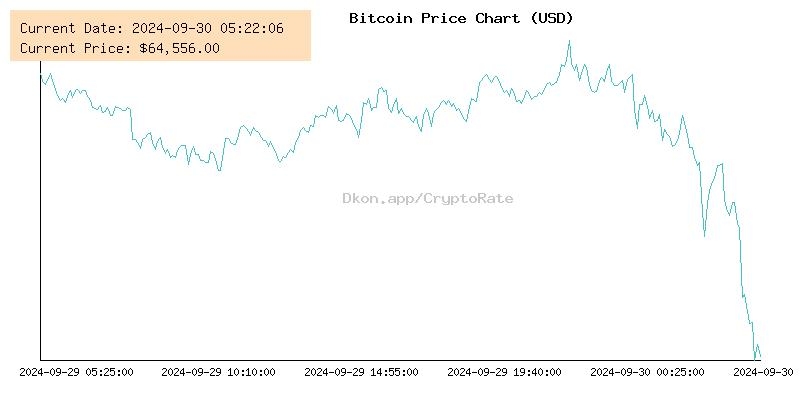 Bitcoin Price Chart (USD)
Current Date: 2024-09-30 05:22:06
Current Price: $64,556.00
Dkon.app/CryptoRate
2024-09-29 05:25:00 2024-09-29 10:10:00 2024-09-29 14:55:00 2024-09-29 19:40:00 2024-09-30 00:25:00 2024-09-30